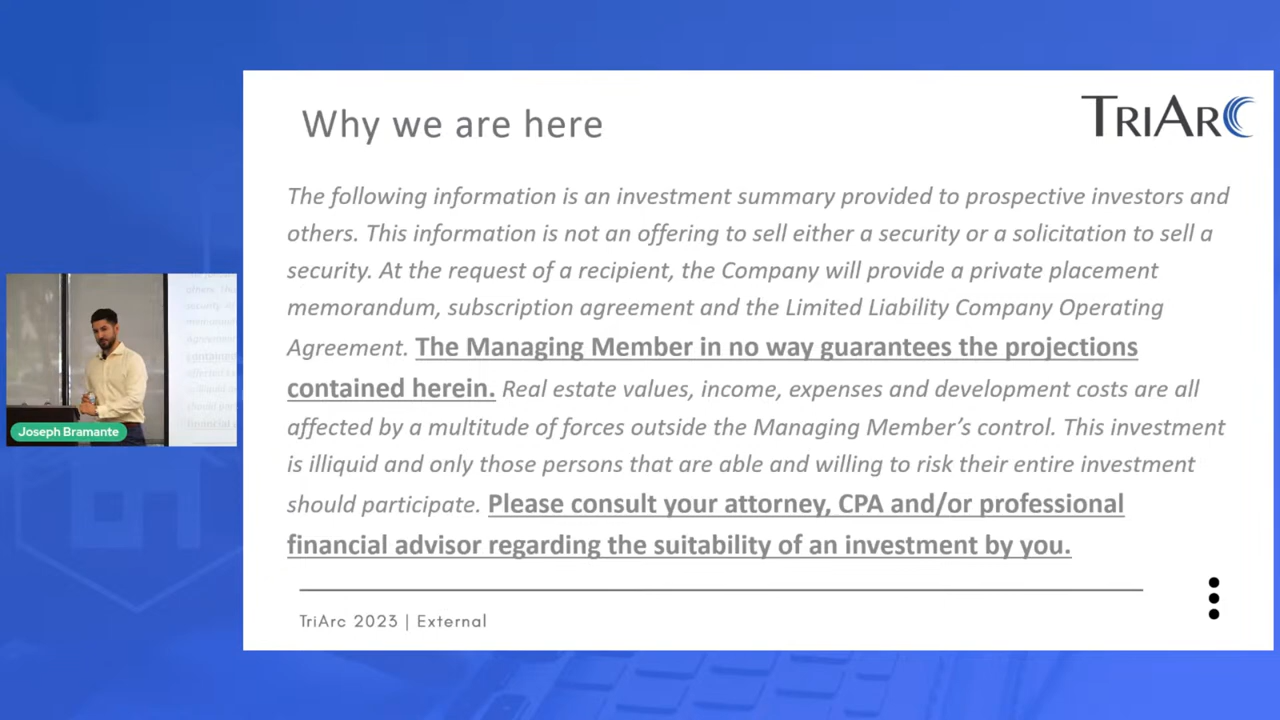 Why we are here
TRIARC
The following information is an investment summary provided to prospective investors and
others. This information is not an offering to sell either a security or a solicitation to sell a
security. At the request of a recipient, the Company will provide a private placement
memorandum, subscription agreement and the Limited Liability Company Operating
Agreement. The Managing Member in no way guarantees the projections
contained herein. Real estate values, income, expenses and development costs are all
affected by a multitude of forces outside the Managing Member’s control. This investment
is illiquid and only those persons that are able and willing to risk their entire investment
should participate. Please consult your attorney, CPA and/or professional
financial advisor regarding the suitability of an investment by you.
TriArc 2023 | External
Joseph Bramante